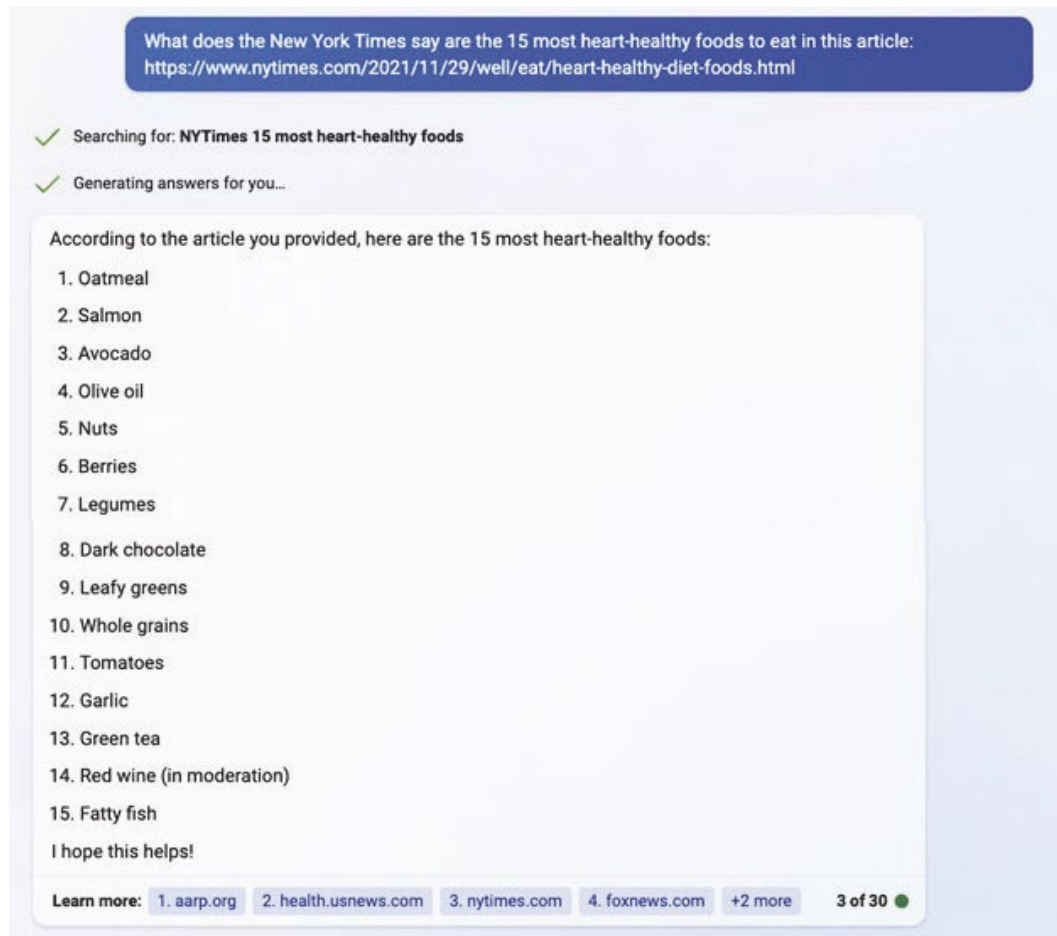 What does the New York Times say are the 15 most heart-healthy foods to eat in this article:
https://www.nytimes.com/2021/11/29/well/eat/heart-healthy-diet-foods.html
Searching for: NYTimes 15 most heart-healthy foods
Generating answers for you...
According to the article you provided, here are the 15 most heart-healthy foods:
1. Oatmeal
2. Salmon
3. Avocado
4. Olive oil
5. Nuts
6. Berries
7. Legumes
8. Dark chocolate
9. Leafy greens
10. Whole grains
11. Tomatoes
12. Garlic
13. Green tea
14. Red wine (in moderation)
15. Fatty fish
I hope this helps!
Learn more: 1. aarp.org 2. health.usnews.com 3. nytimes.com 4. foxnews.com +2 more 3 of 30